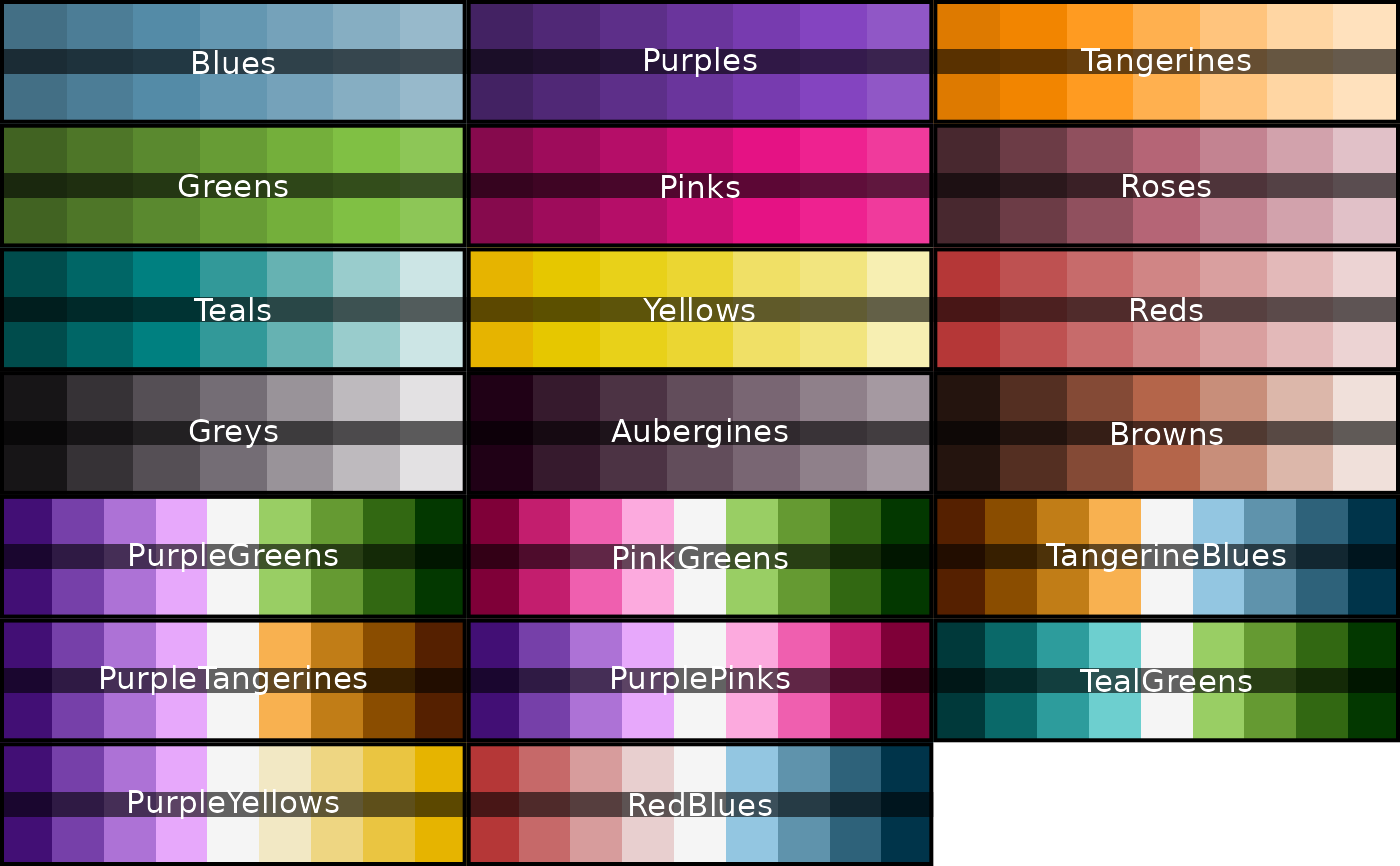 Blues
Purples
Tangerines
Greens
Pinks
Roses
Teals
Yellows
Reds
Greys
Aubergines
Browns
PurpleGreens
PinkGreens
TangerineBlues
PurpleTangerines
PurplePinks
TealGreens
PurpleYellows
RedBlues